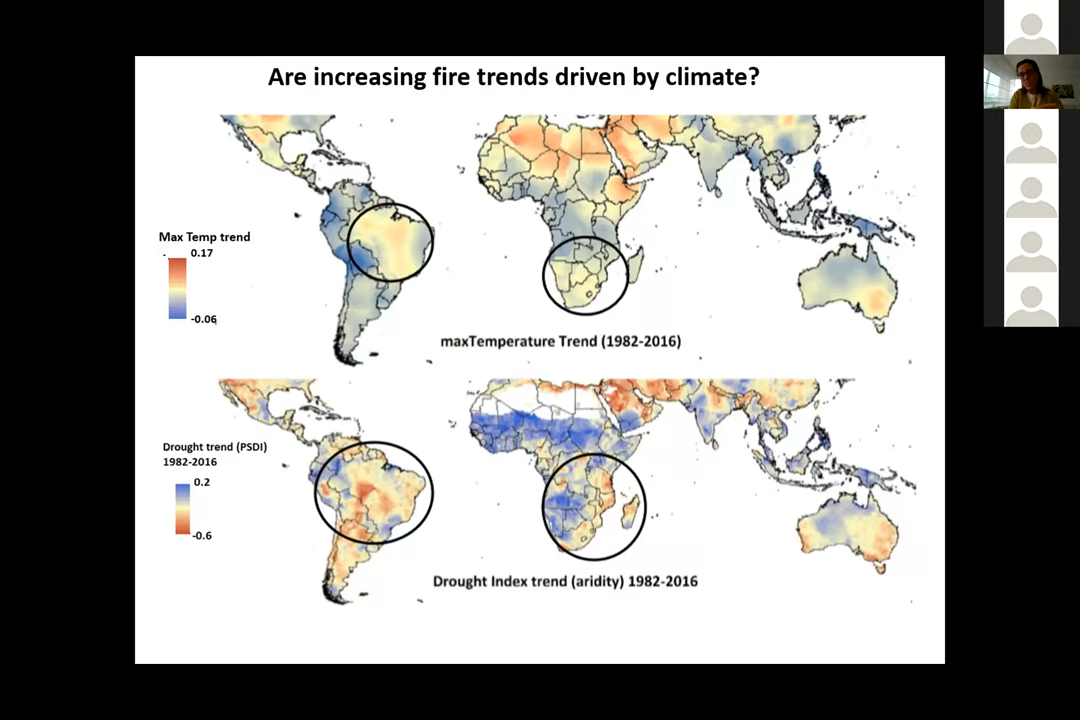 Are increasing fire trends driven by climate?
Max Temp trend
0.17
-0.06
maxTemperature Trend (1982-2016)
Drought trend (PSDI)
1982-2016
0.2
-0.6
Drought Index trend (aridity) 1982-2016